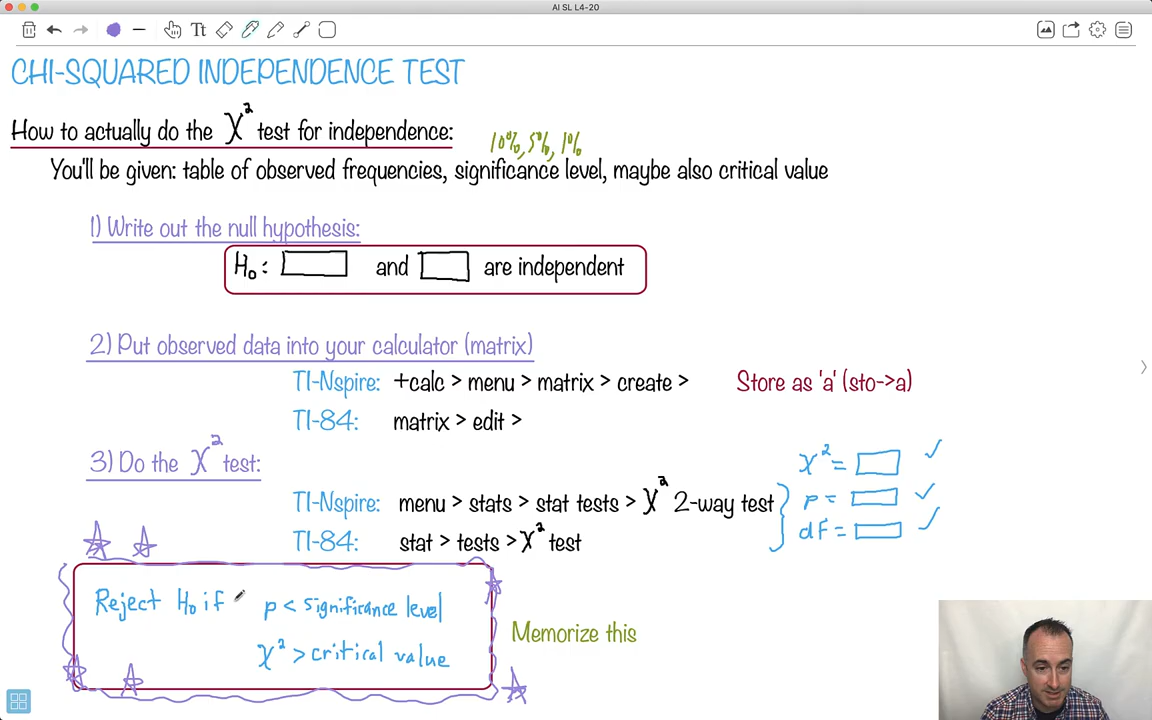 AI SL L4-20
Tt
CHI-SQUARED INDEPENDENCE TEST
How to actually do the χ² test for independence:
10%, 5%, 1%
You'll be given: table of observed frequencies, significance level, maybe also critical value
1) Write out the null hypothesis:
H₀: and are independent
2) Put observed data into your calculator (matrix)
TI-Nspire: +calc > menu > matrix > create > Store as 'a' (sto->a)
TI-84: matrix > edit >
3) Do the χ² test:
TI-Nspire: menu > stats > stat tests > χ² 2-way test
TI-84: stat > tests > χ² test
χ² = ✓
p = ✓
dF = ✓
Reject H₀ if p < significance level
χ² > critical value
Memorize this